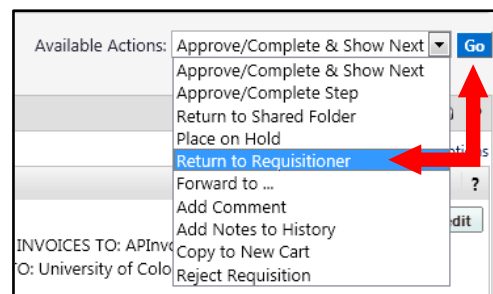 Available Actions: Approve/Complete & Show Next Go
Approve/Complete & Show Next
Approve/Complete Step
Return to Shared Folder
Place on Hold
Return to Requisitioner
Forward to ...
?
Add Comment
Add Notes to History
edit
INVOICES TO: APInvo
Copy to New Cart
TO: University of Colo
Reject Requisition